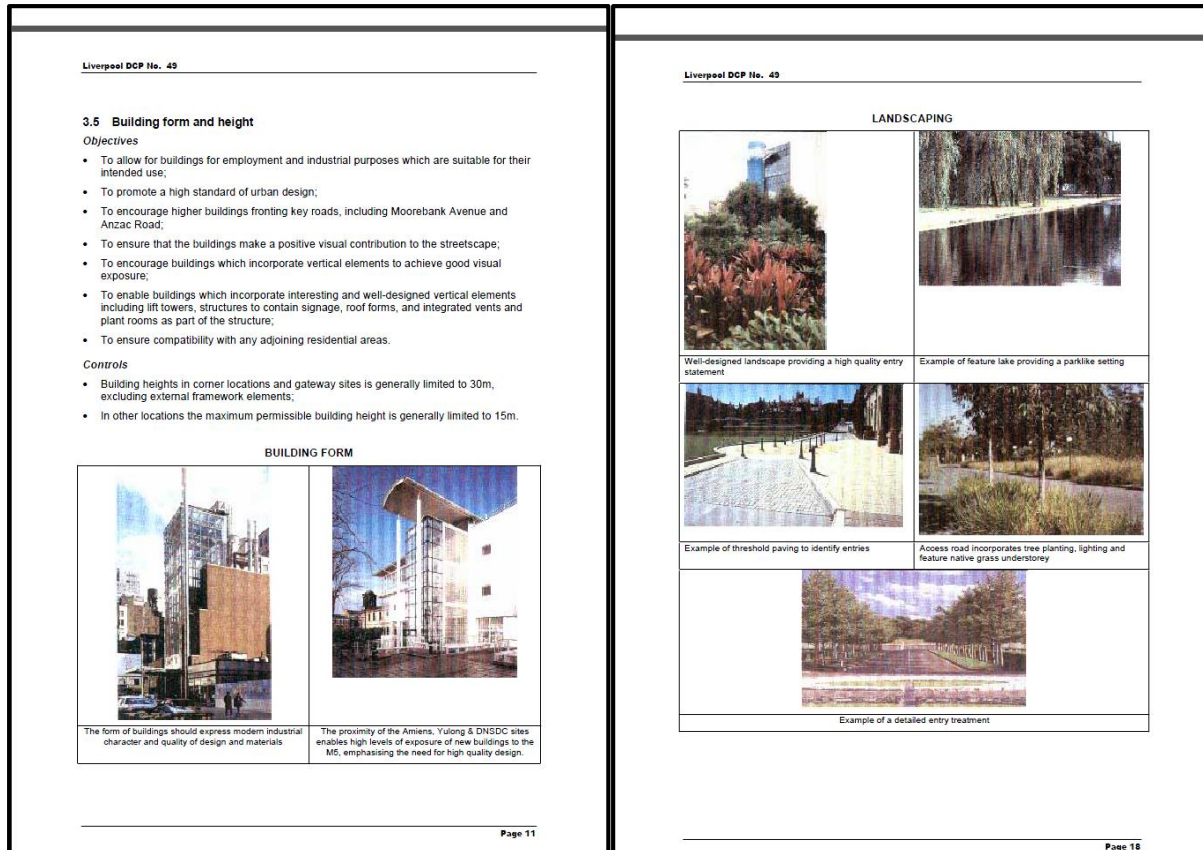 Liverpool DCP No. 49
3.5 Building form and height
Objectives
• To allow for buildings for employment and industrial purposes which are suitable for their
intended use;
• To promote a high standard of urban design;
• To encourage higher buildings fronting key roads, including Moorebank Avenue and
Anzac Road;
• To ensure that the buildings make a positive visual contribution to the streetscape;
• To encourage buildings which incorporate vertical elements to achieve good visual
exposure;
• To enable buildings which incorporate interesting and well-designed vertical elements
including lift towers, structures to contain signage, roof forms, and integrated vents and
plant rooms as part of the structure;
• To ensure compatibility with any adjoining residential areas.
Controls
• Building heights in corner locations and gateway sites is generally limited to 30m,
excluding external framework elements;
• In other locations the maximum permissible building height is generally limited to 15m.
BUILDING FORM
The form of buildings should express modern industrial
character and quality of design and materials
The proximity of the Amiens, Yulong & DNSDC sites
enables high levels of exposure of new buildings to the
M5, emphasising the need for high quality design.
Page 11
Liverpool DCP No. 49
LANDSCAPING
Well-designed landscape providing a high quality entry
statement
Example of feature lake providing a parklike setting
Example of threshold paving to identify entries
Access road incorporates tree planting, lighting and
feature native grass understorey
Example of a detailed entry treatment
Page 18